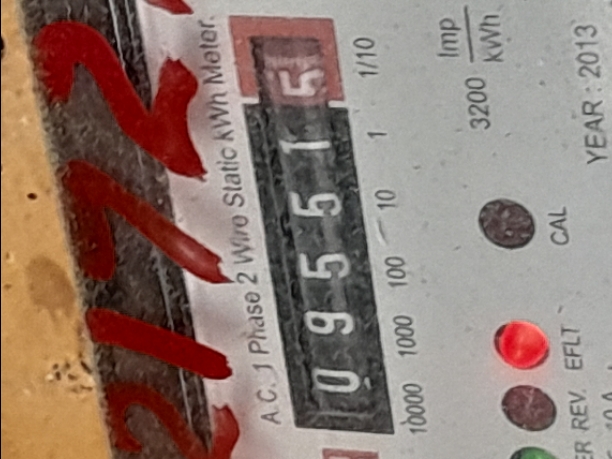 A.C. 1 Phase 2 Wire Static kWh Meter.
0 9 5 5 1 5
10000 1000 100 10 1 1/10
3200 Imp
kWh
REV. EFLT CAL
YEAR : 2013